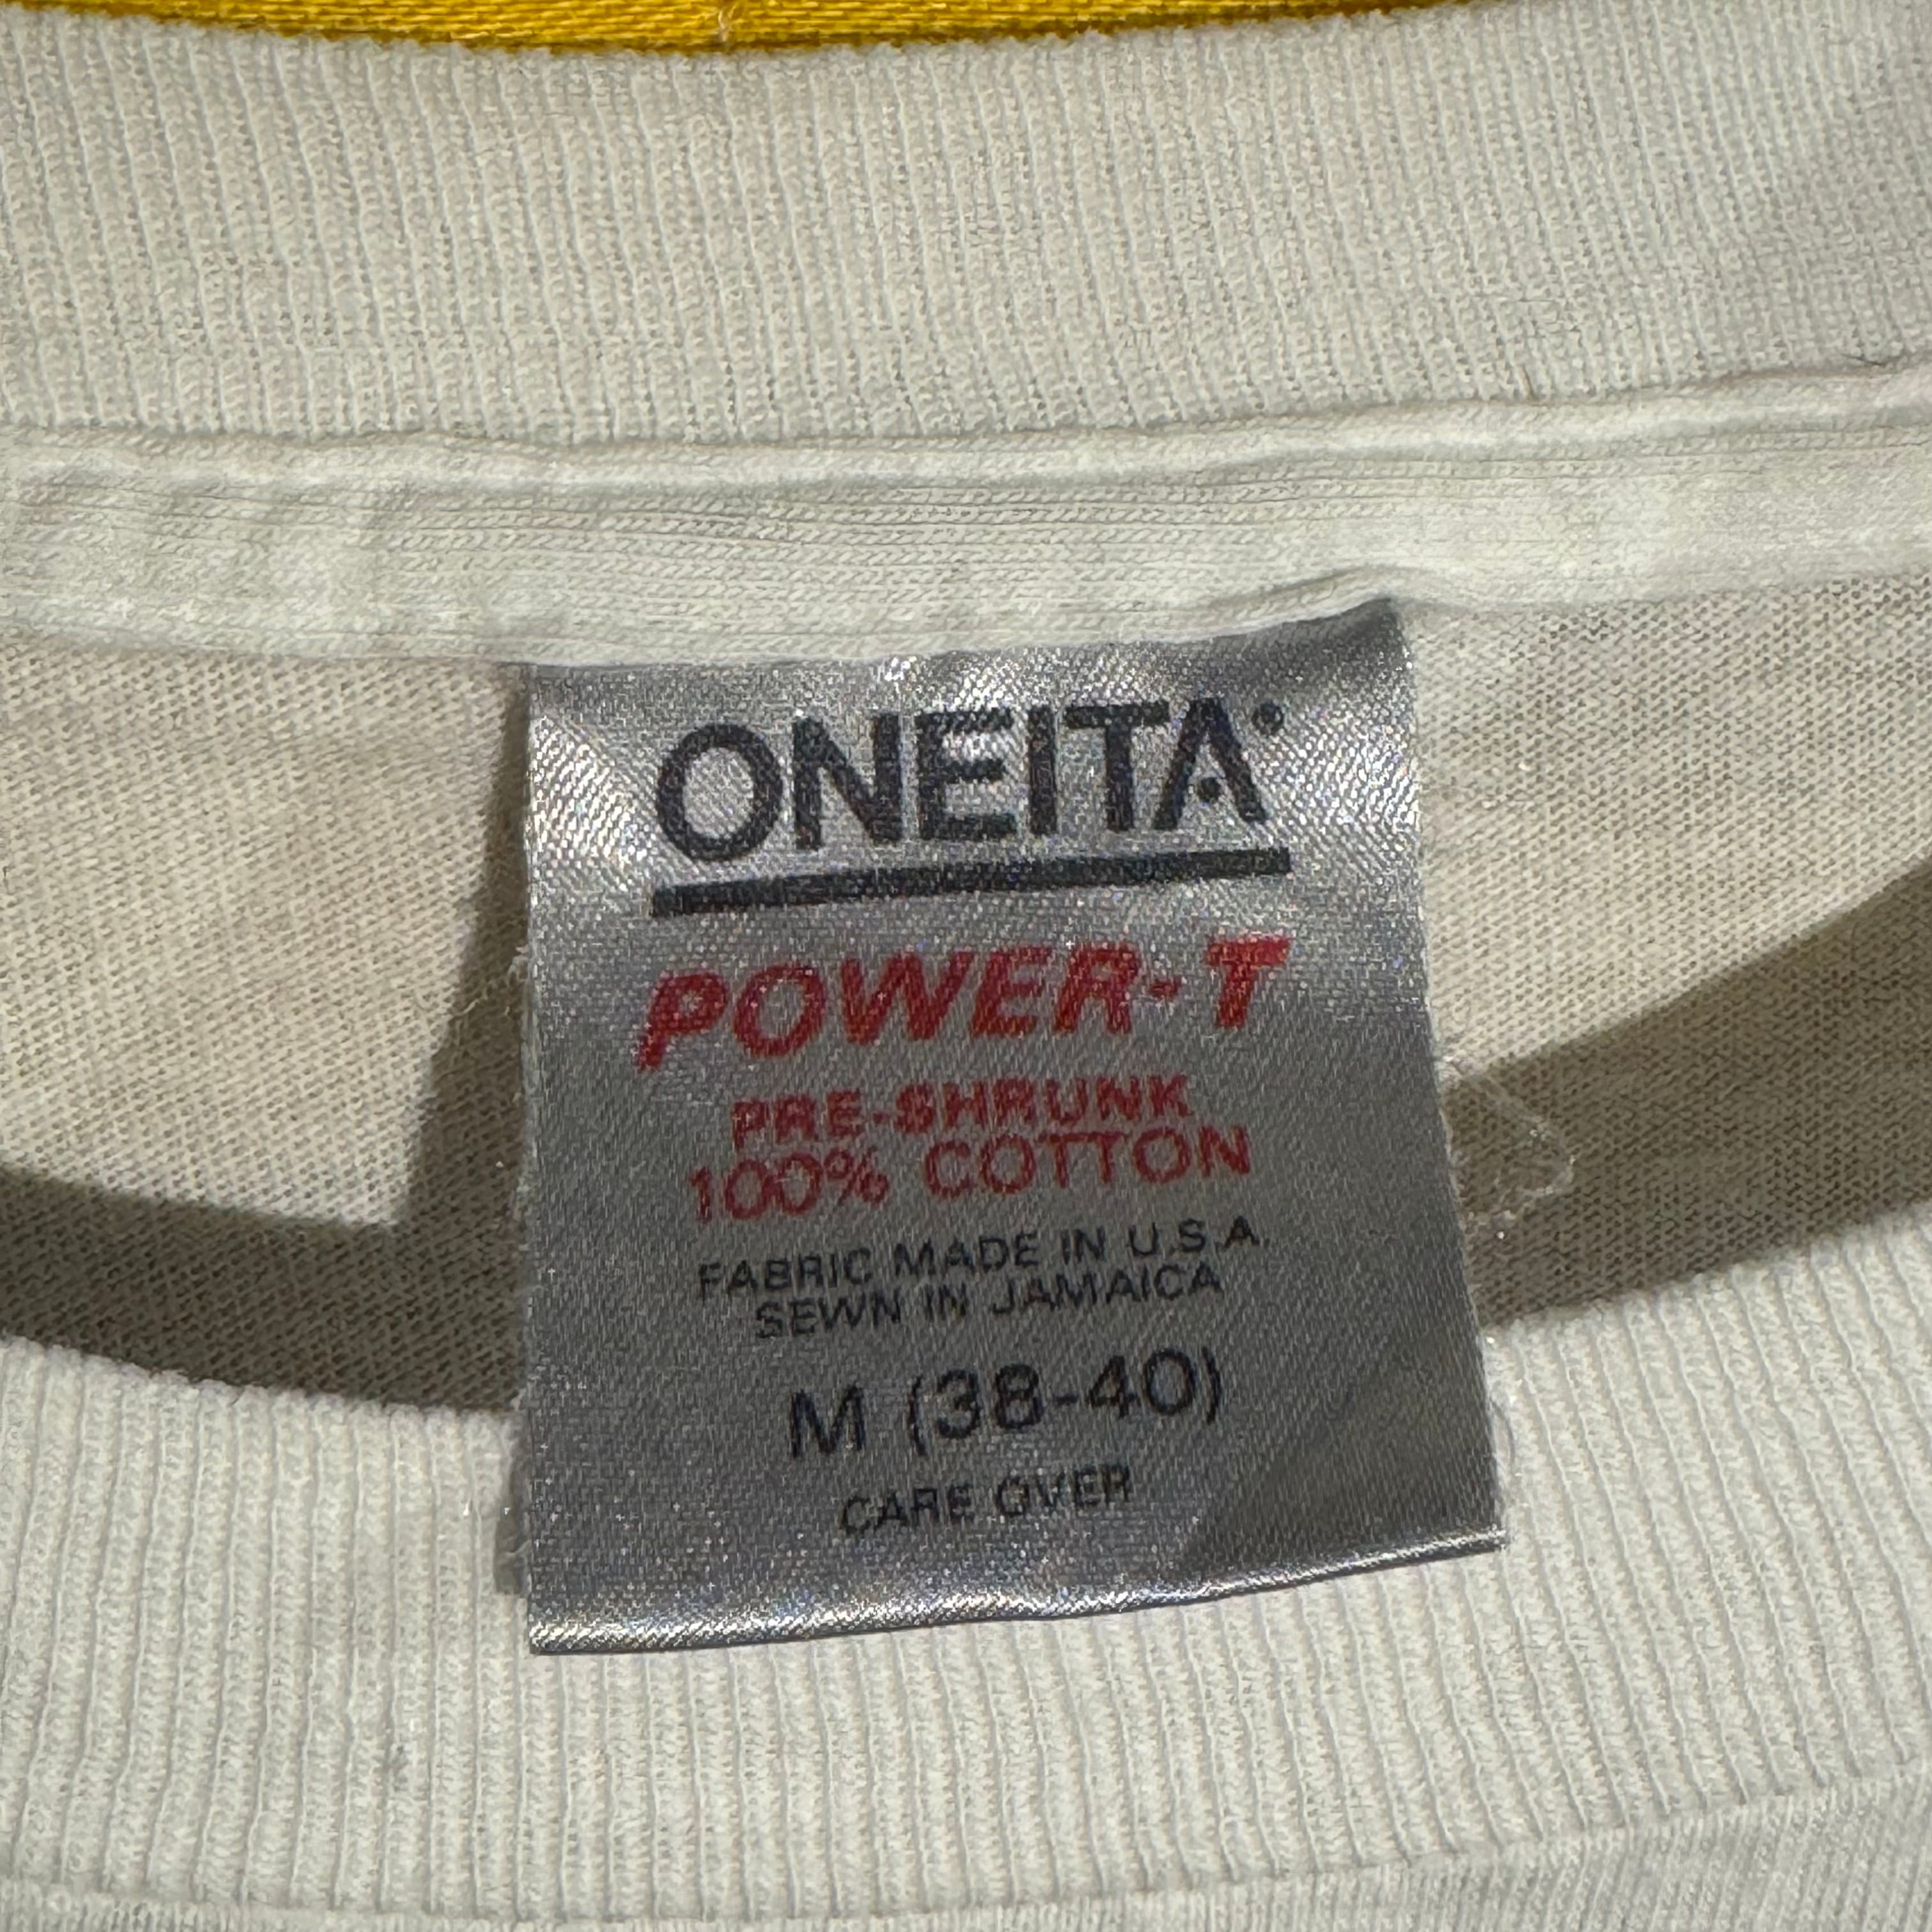 ONEITA®
POWER-T
PRE-SHRUNK
100% COTTON
FABRIC MADE IN U.S.A.
SEWN IN JAMAICA
M (38-40)
CARE OVER